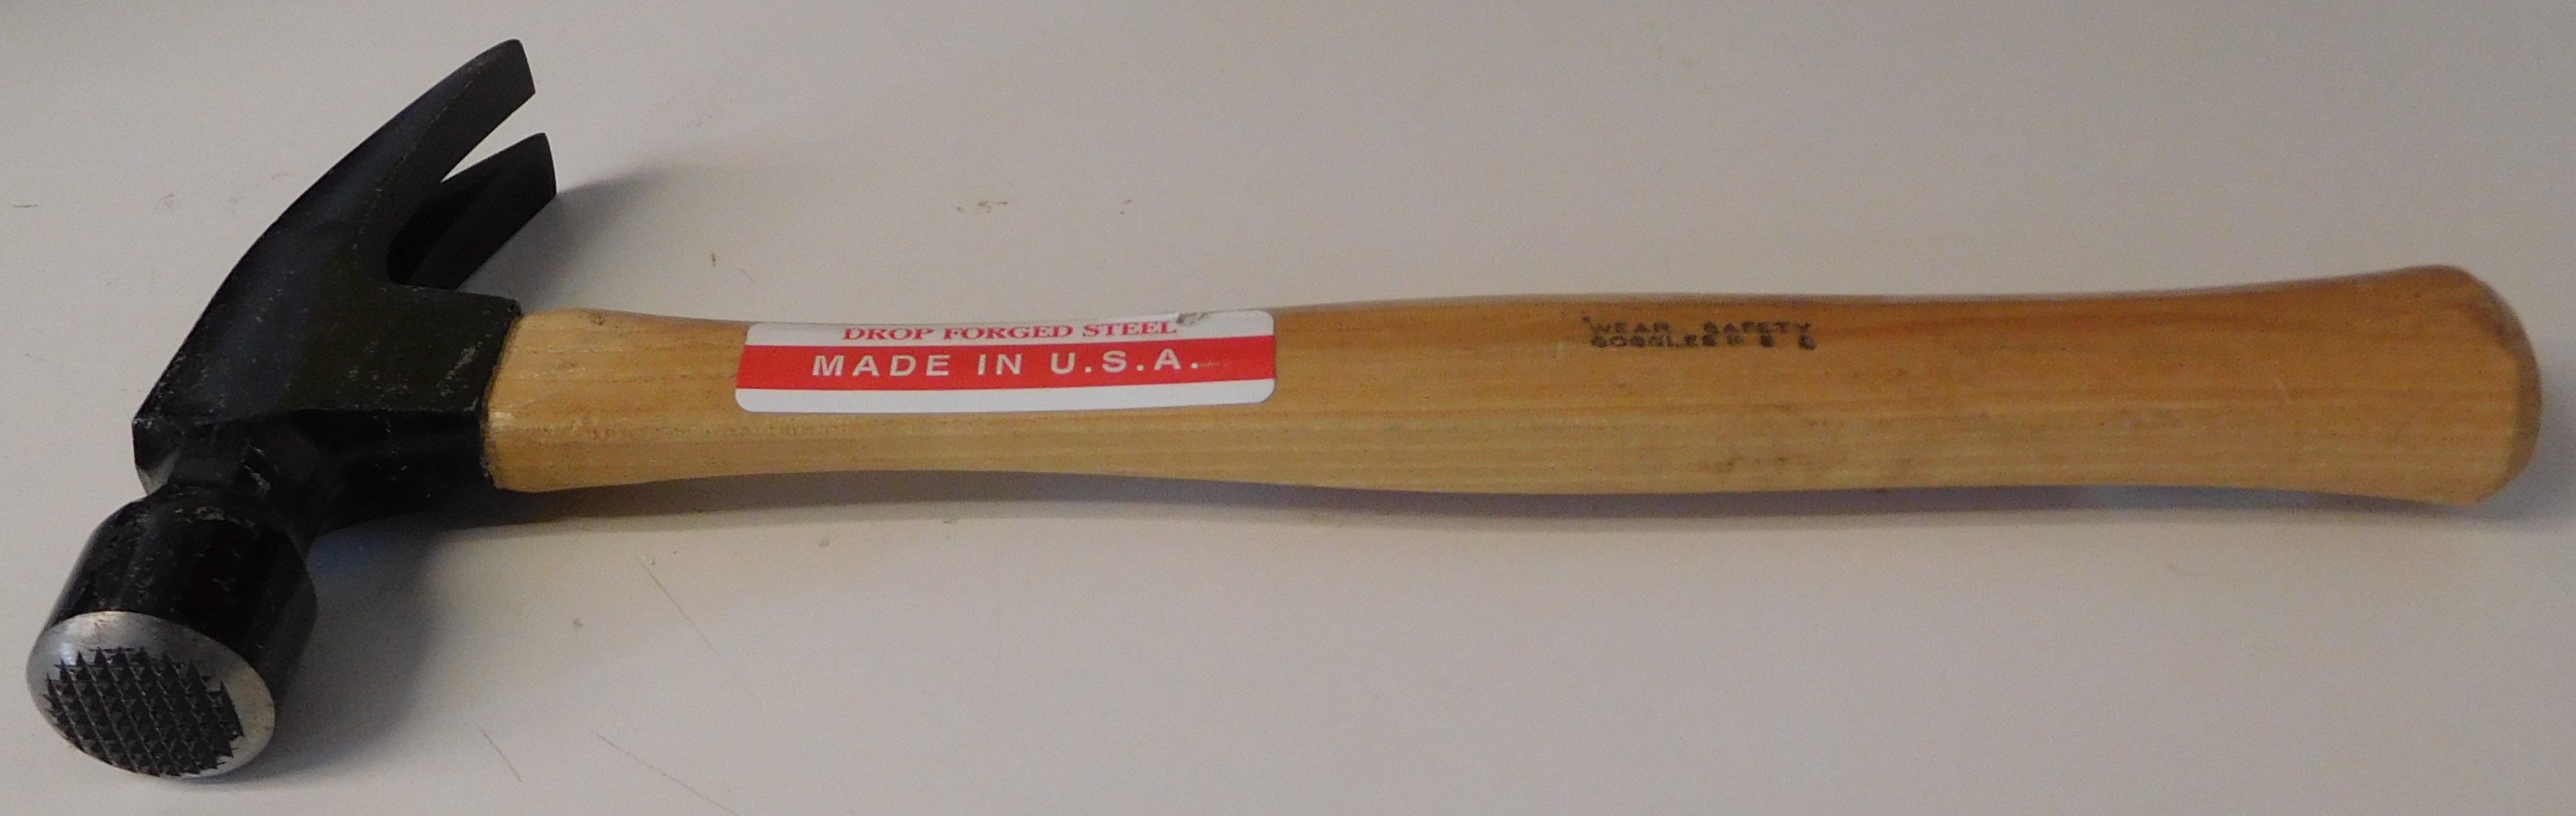 DROP FORGED STEEL
MADE IN U.S.A.
WEAR SAFETY
GOGGLES